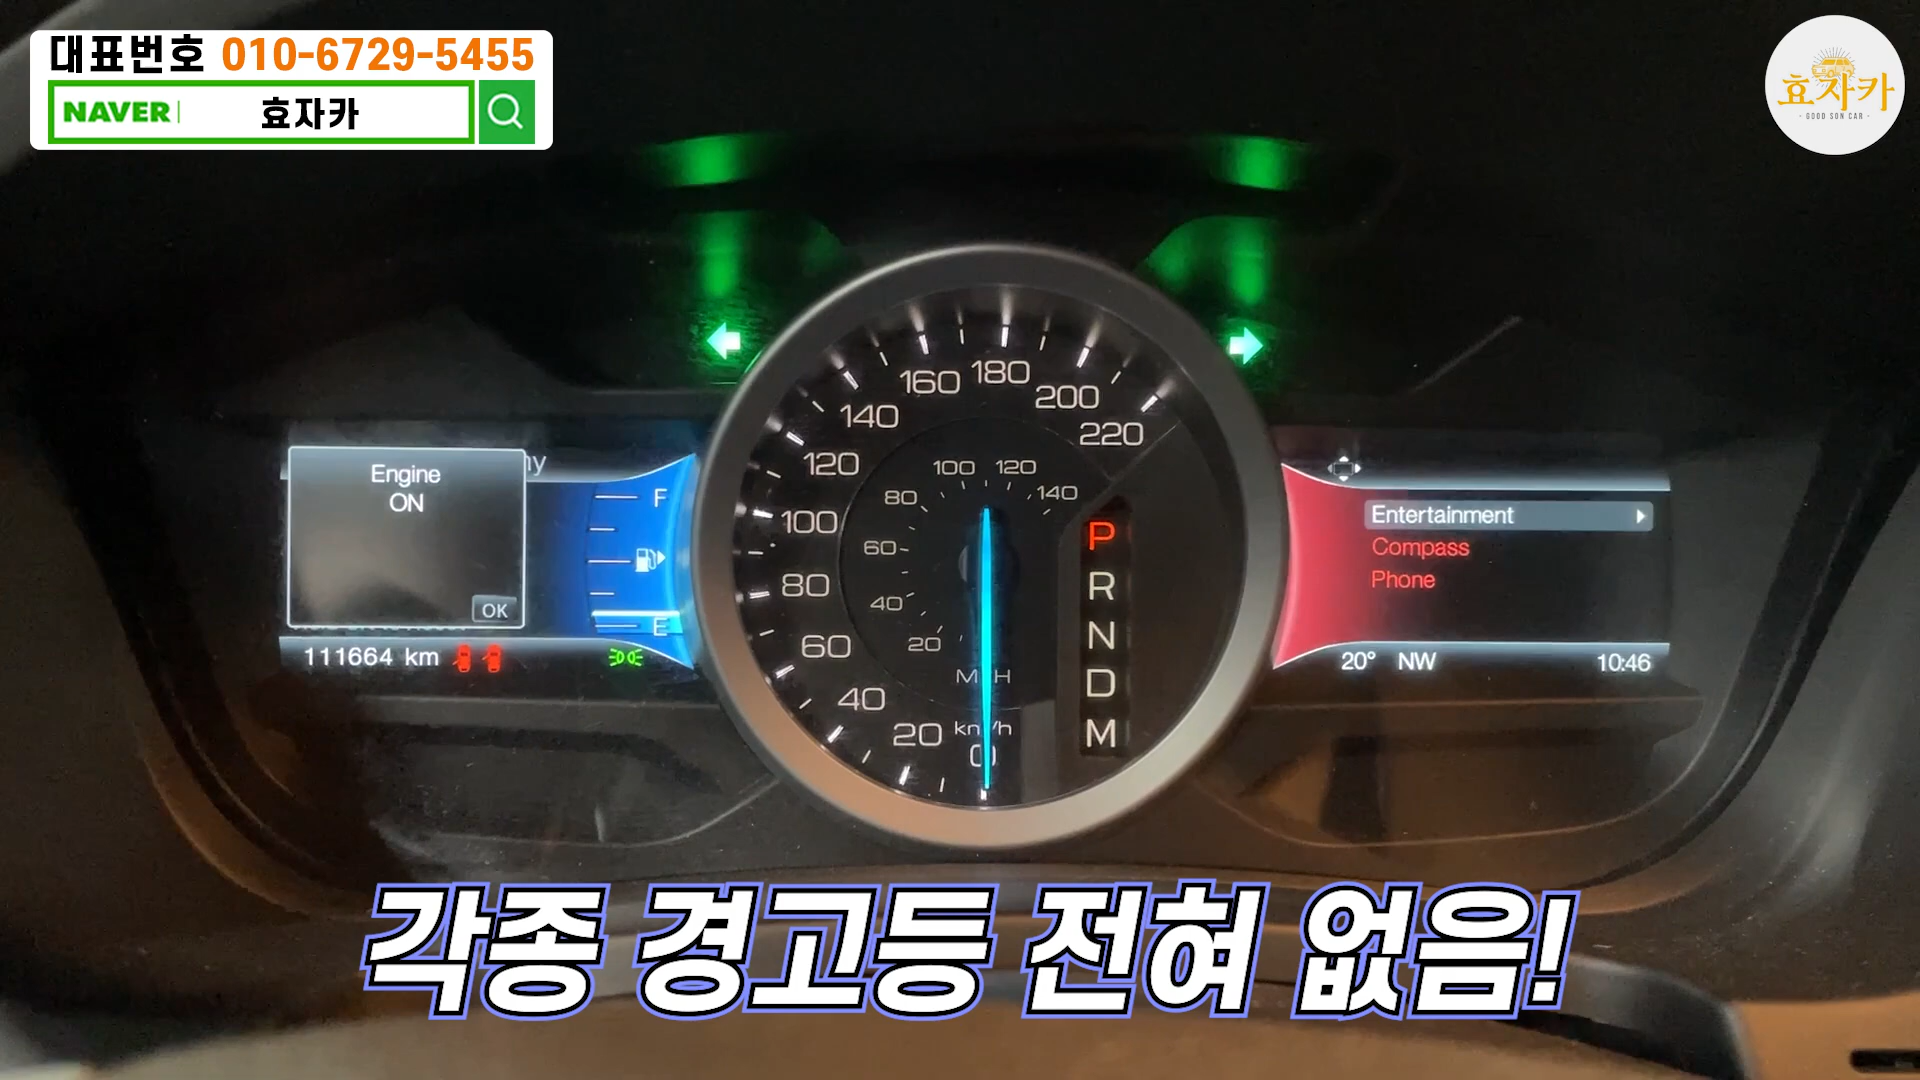 대표번호 010-6729-5455
NAVER 효자카
효자카
- GOOD SON CAR -
Engine
ON
OK
F
E
111664 km
20 40 60 80 100 120 140 160 180 200 220
20 40 60 80 100 120 140
MPH
km/h
0
P
R
N
D
M
Entertainment
Compass
Phone
20° NW 10:46
각종 경고등 전혀 없음!